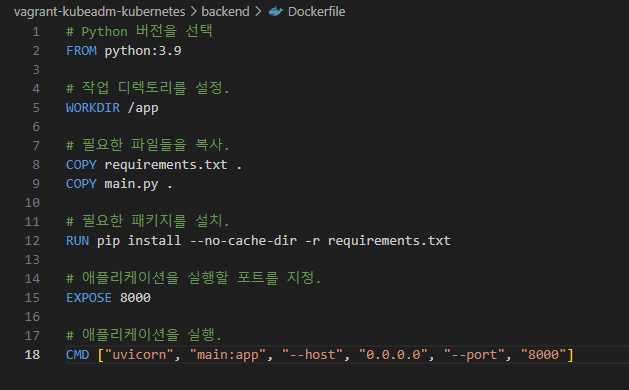 vagrant-kubeadm-kubernetes > backend > Dockerfile
1 # Python 버전을 선택
2 FROM python:3.9
3
4 # 작업 디렉토리를 설정.
5 WORKDIR /app
6
7 # 필요한 파일들을 복사.
8 COPY requirements.txt .
9 COPY main.py .
10
11 # 필요한 패키지를 설치.
12 RUN pip install --no-cache-dir -r requirements.txt
13
14 # 애플리케이션을 실행할 포트를 지정.
15 EXPOSE 8000
16
17 # 애플리케이션을 실행.
18 CMD ["uvicorn", "main:app", "--host", "0.0.0.0", "--port", "8000"]